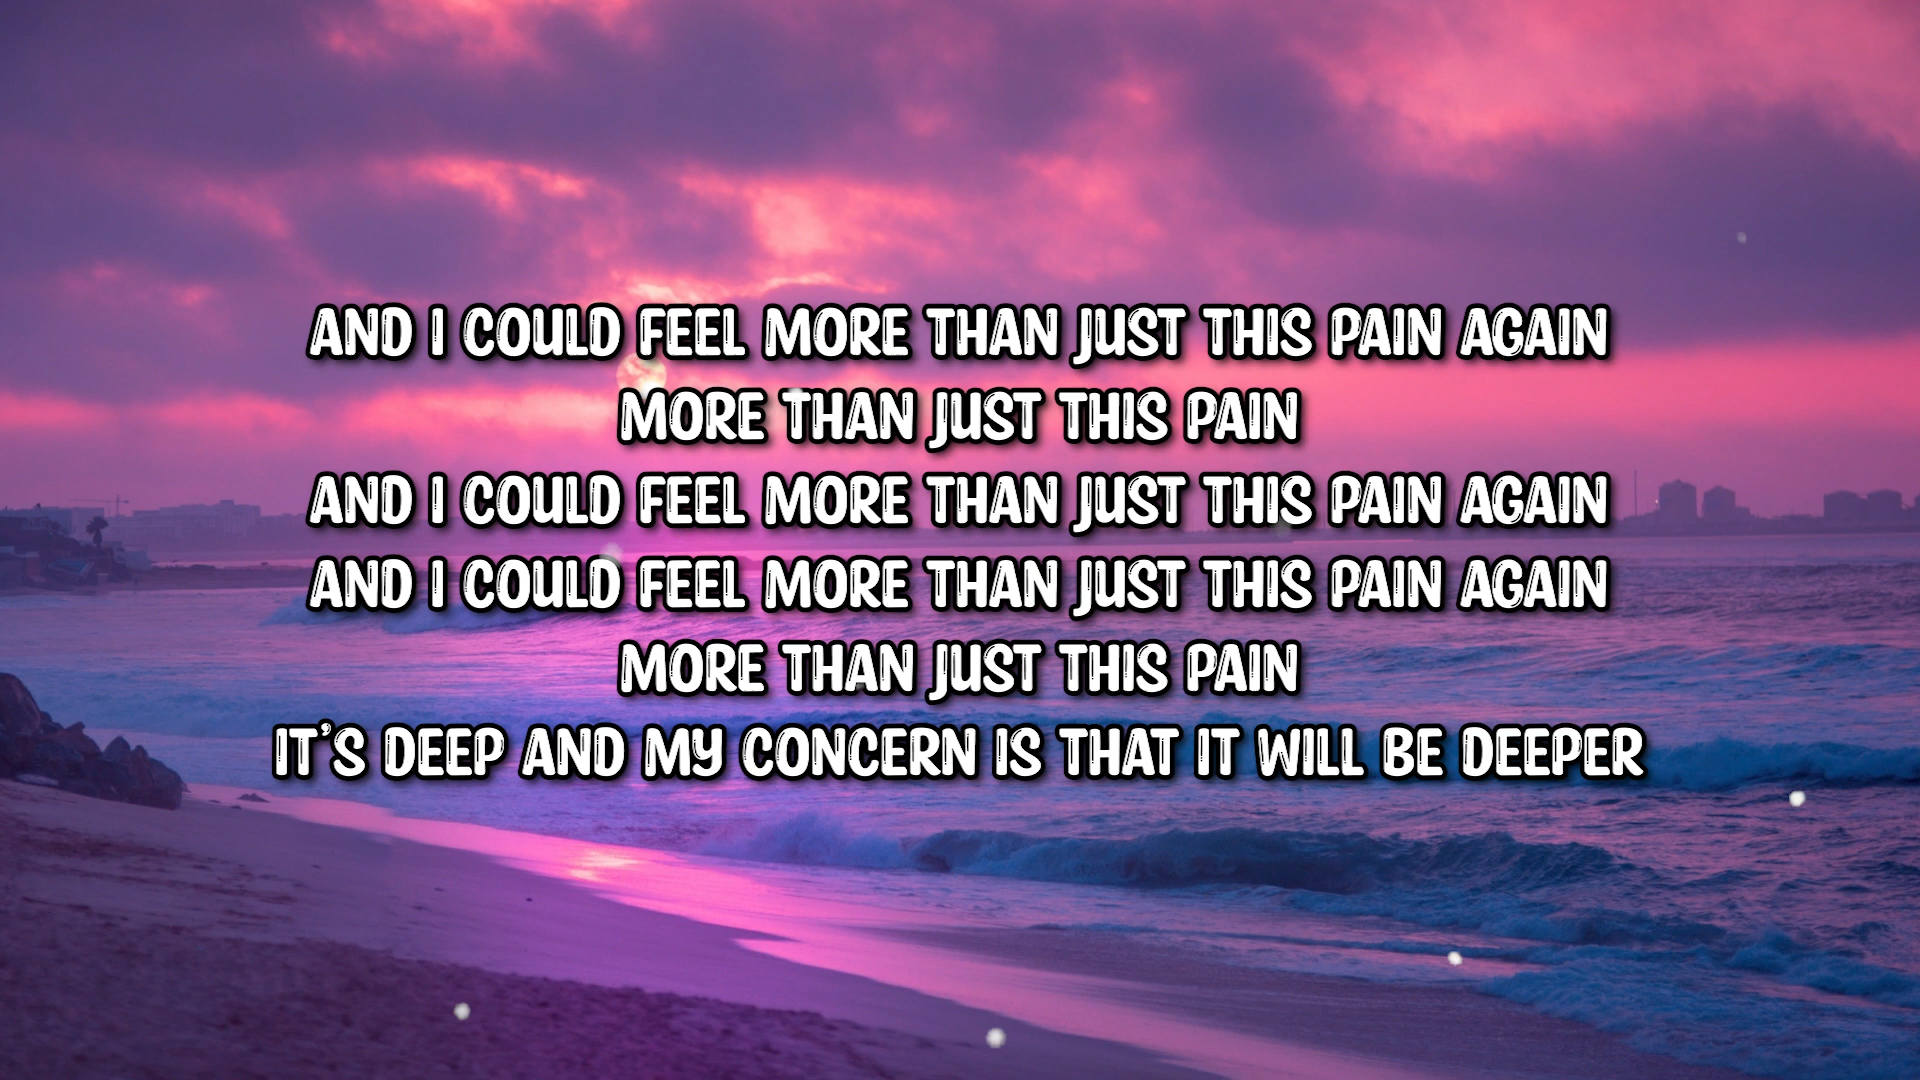 AND I COULD FEEL MORE THAN JUST THIS PAIN AGAIN
MORE THAN JUST THIS PAIN
AND I COULD FEEL MORE THAN JUST THIS PAIN AGAIN
AND I COULD FEEL MORE THAN JUST THIS PAIN AGAIN
MORE THAN JUST THIS PAIN
IT'S DEEP AND MY CONCERN IS THAT IT WILL BE DEEPER